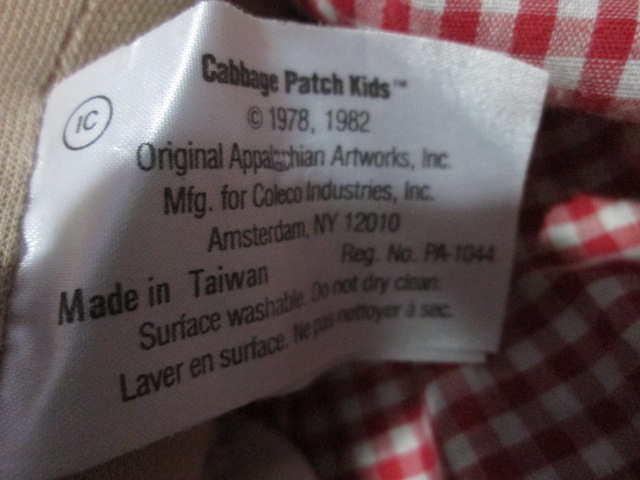 Cabbage Patch Kids™
IC
© 1978, 1982
Original Appalachian Artworks, Inc.
Mfg. for Coleco Industries, Inc.
Amsterdam, NY 12010
Reg. No. PA-1044
Made in Taiwan
Surface washable. Do not dry clean.
Laver en surface. Ne pas nettoyer à sec.